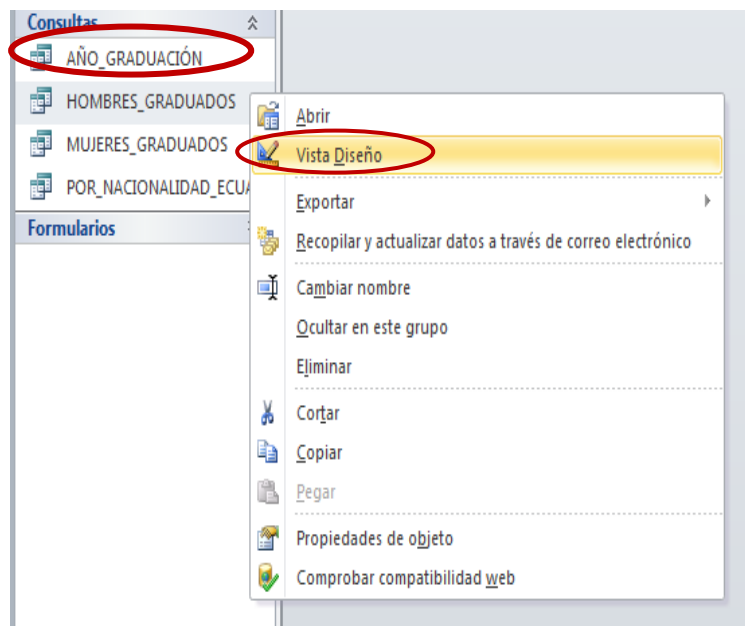 Consultas
AÑO_GRADUACIÓN
HOMBRES_GRADUADOS
MUJERES_GRADUADOS
POR_NACIONALIDAD_ECUA
Formularios
Abrir
Vista Diseño
Exportar
Recopilar y actualizar datos a través de correo electrónico
Cambiar nombre
Ocultar en este grupo
Eliminar
Cortar
Copiar
Pegar
Propiedades de objeto
Comprobar compatibilidad web